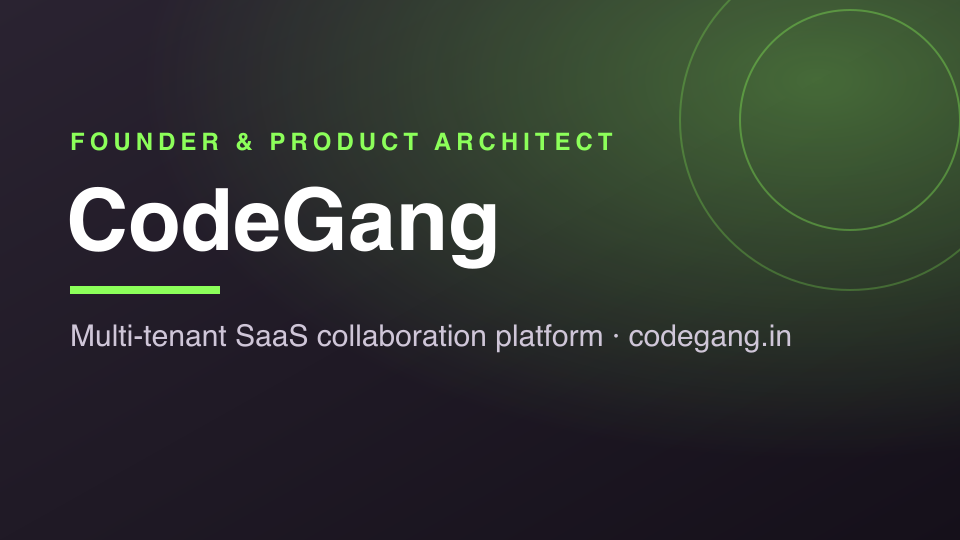 FOUNDER & PRODUCT ARCHITECT
CodeGang
Multi-tenant SaaS collaboration platform · codegang.in